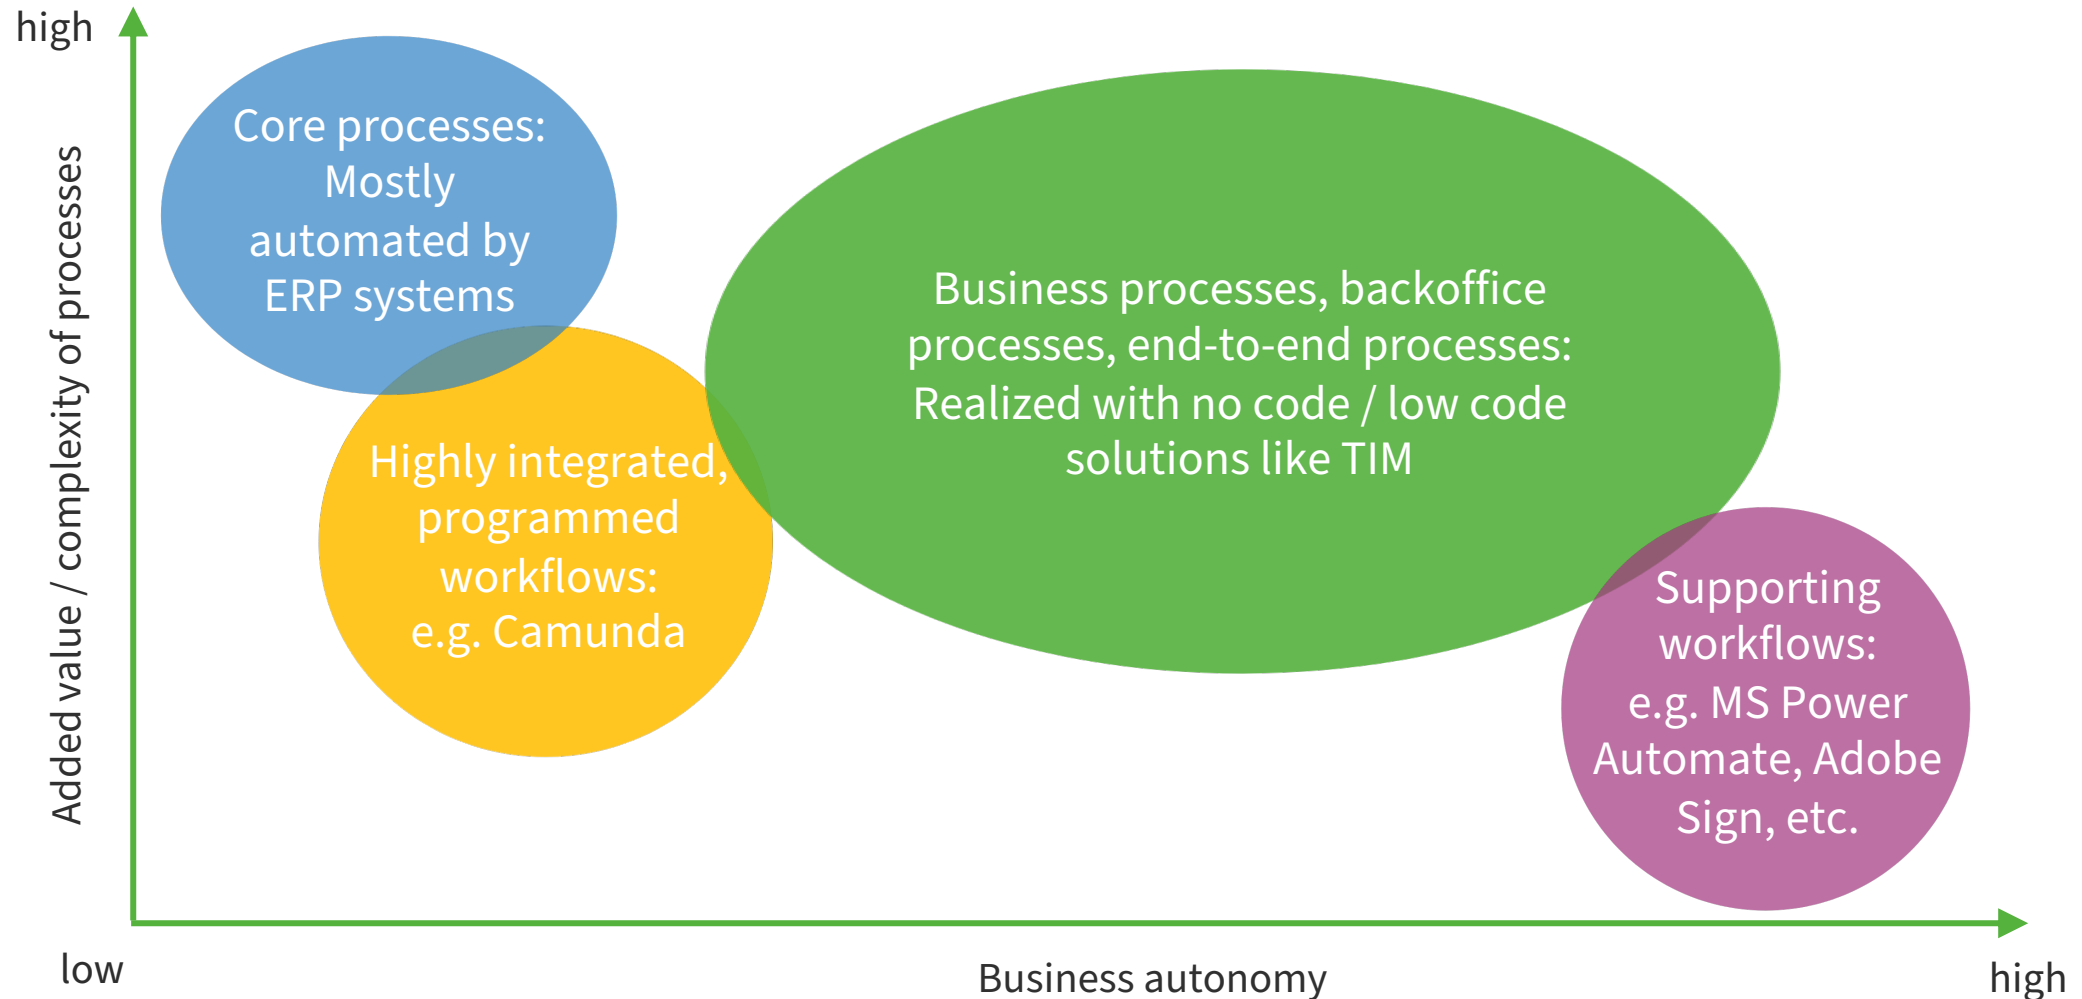 high
Added value / complexity of processes
Core processes:
Mostly
automated by
ERP systems
Highly integrated,
programmed
workflows:
e.g. Camunda
Business processes, backoffice
processes, end-to-end processes:
Realized with no code / low code
solutions like TIM
Supporting
workflows:
e.g. MS Power
Automate, Adobe
Sign, etc.
low
Business autonomy
high